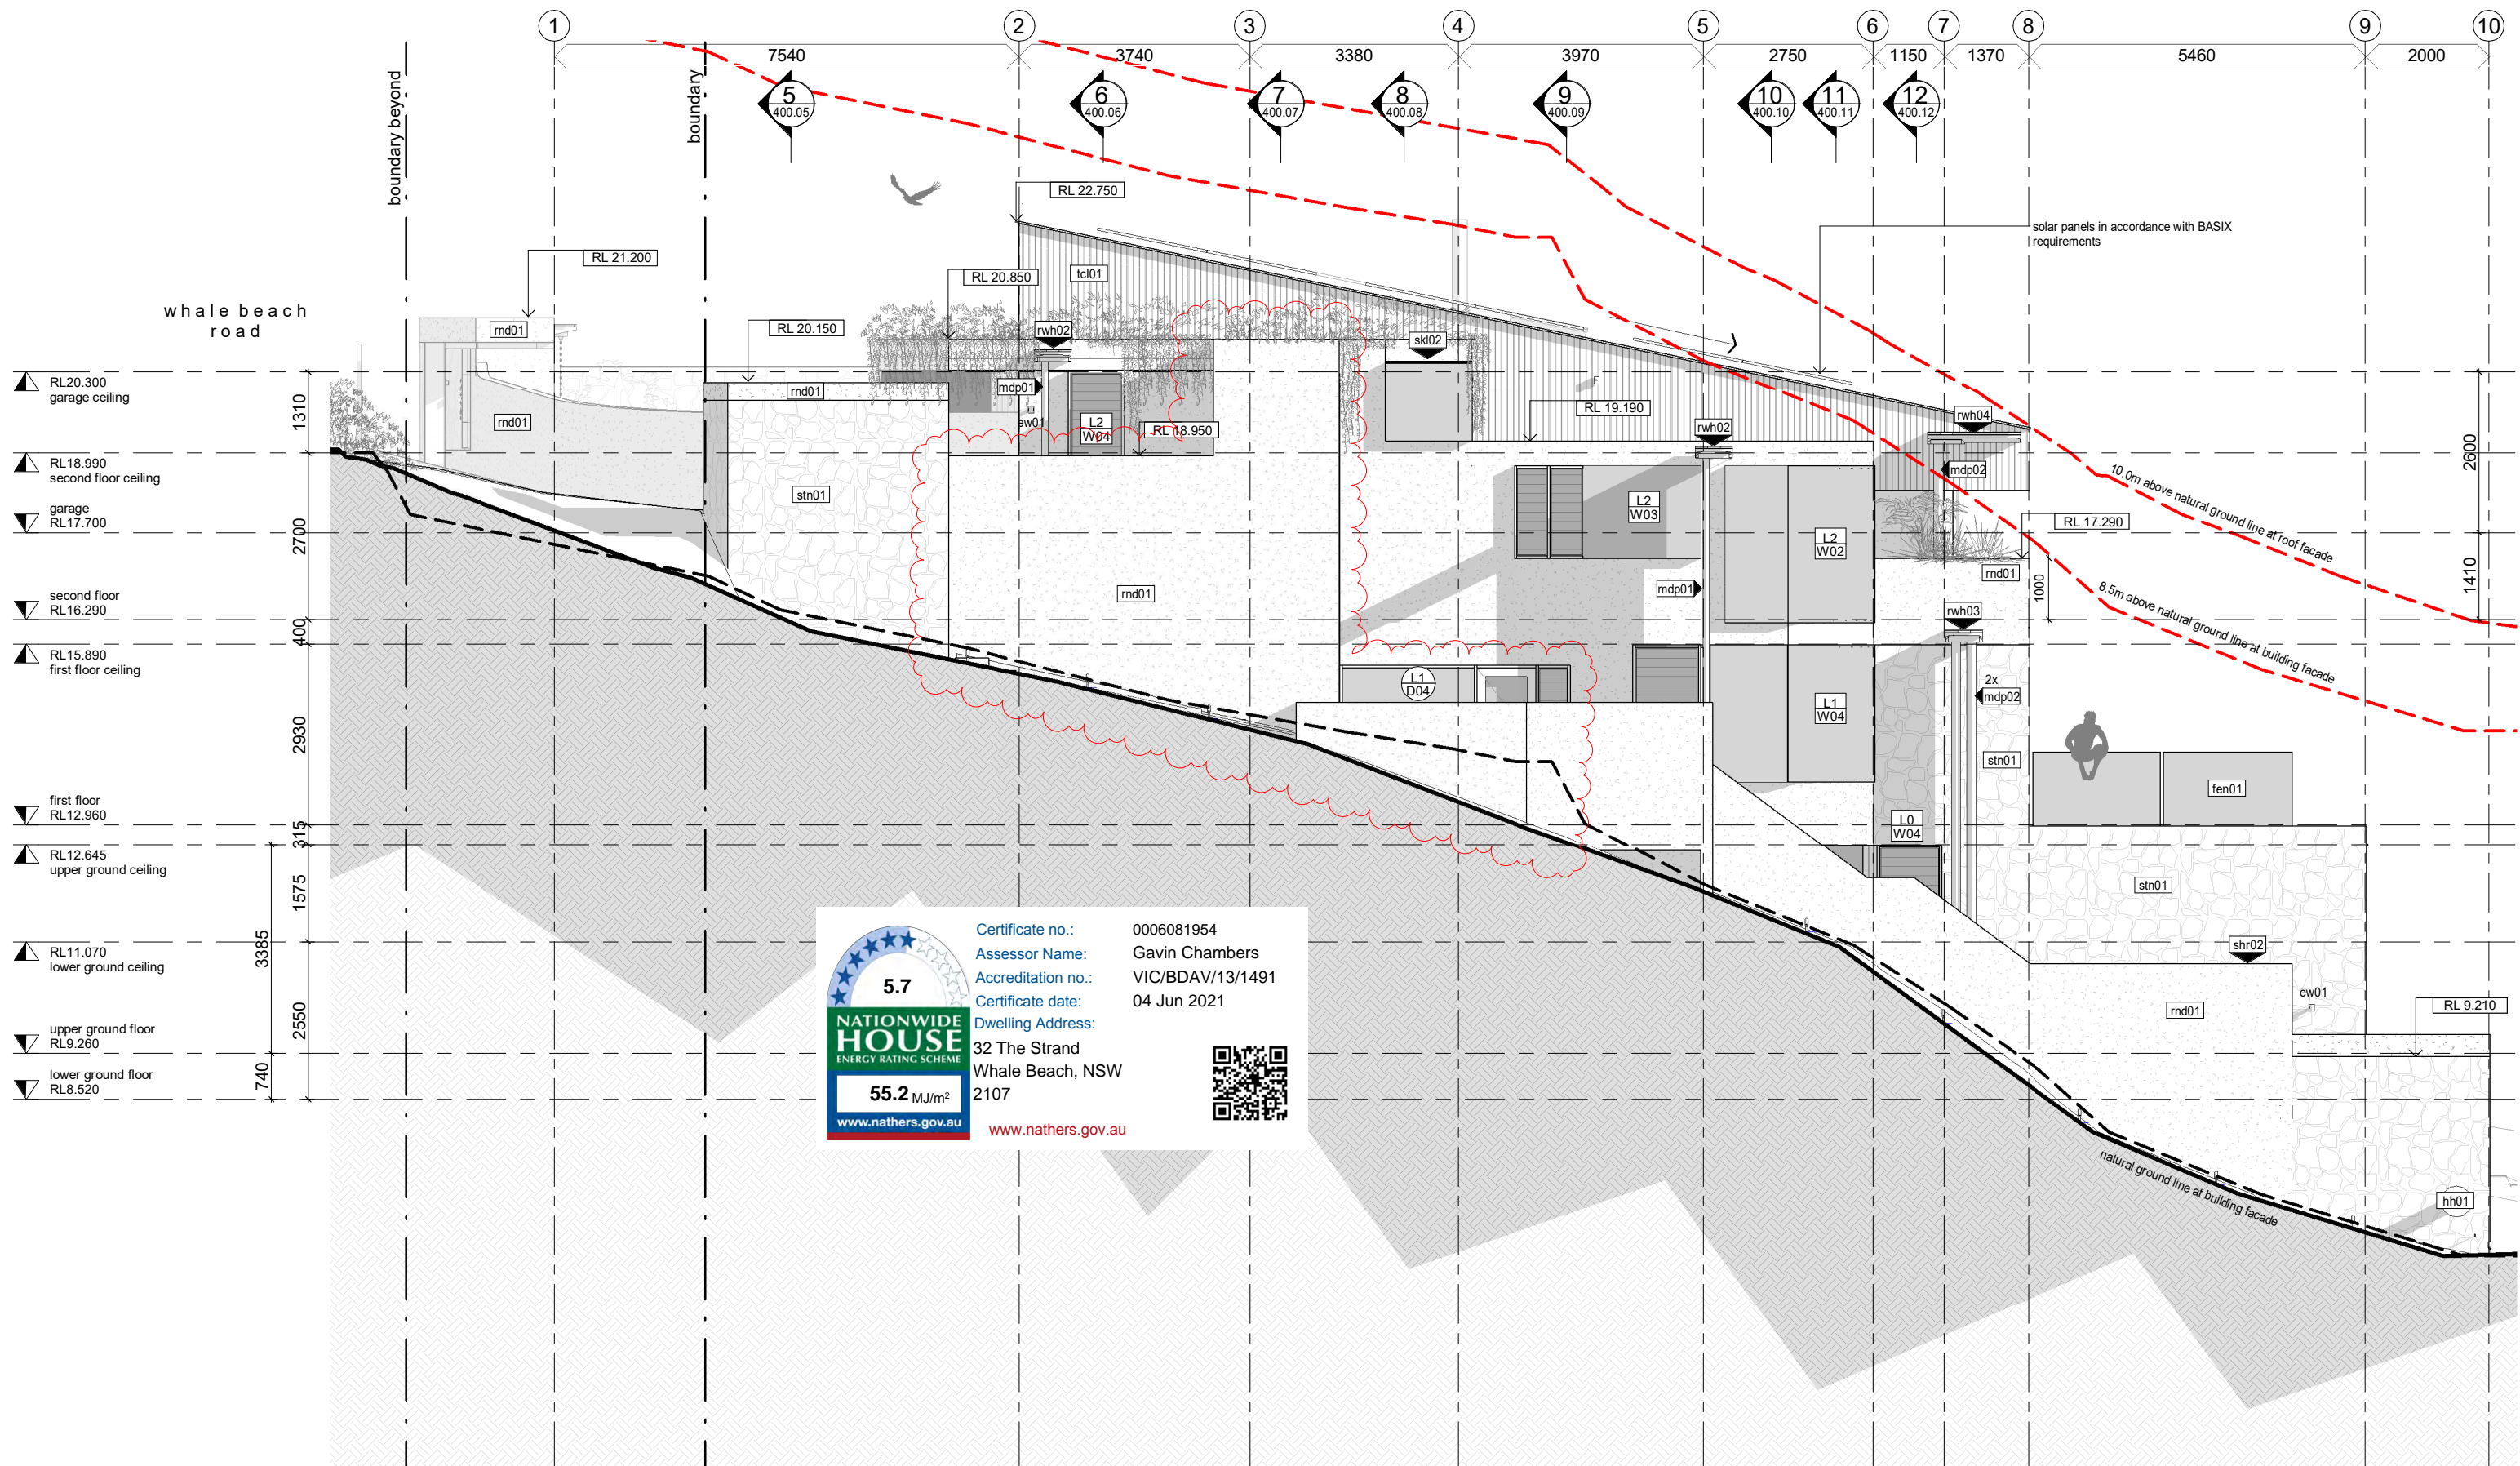 1
2
3
4
5
6
7
8
9
10
7540
3740
3380
3970
2750
1150
1370
5460
2000
boundary beyond
boundary
5
400.05
6
400.06
7
400.07
8
400.08
9
400.09
10
400.10
11
400.11
12
400.12
RL 22.750
RL 21.200
RL 20.850
RL 20.150
tcl01
solar panels in accordance with BASIX
requirements
whale beach
road
rnd01
rwh02
skl02
RL20.300
garage ceiling
1310
rnd01
rnd01
mdp01
ew01
L2
W04
RL 18.950
RL 19.190
rwh02
rwh04
mdp02
2600
RL18.990
second floor ceiling
10.0m above natural ground line at roof facade
garage
RL17.700
2700
stn01
L2
W03
L2
W02
RL 17.290
rnd01
1000
1410
8.5m above natural ground line at building facade
second floor
RL16.290
400
rnd01
mdp01
rwh03
RL15.890
first floor ceiling
L1
D04
2x
mdp02
L1
W04
2930
stn01
fen01
first floor
RL12.960
315
L0
W04
RL12.645
upper ground ceiling
1575
stn01
3385
RL11.070
lower ground ceiling
shr02
ew01
RL 9.210
rnd01
2550
upper ground floor
RL9.260
740
lower ground floor
RL8.520
5.7
NATIONWIDE
HOUSE
ENERGY RATING SCHEME
55.2 MJ/m²
www.nathers.gov.au
Certificate no.: 0006081954
Assessor Name: Gavin Chambers
Accreditation no.: VIC/BDAV/13/1491
Certificate date: 04 Jun 2021
Dwelling Address:
32 The Strand
Whale Beach, NSW
2107
www.nathers.gov.au
natural ground line at building facade
hh01